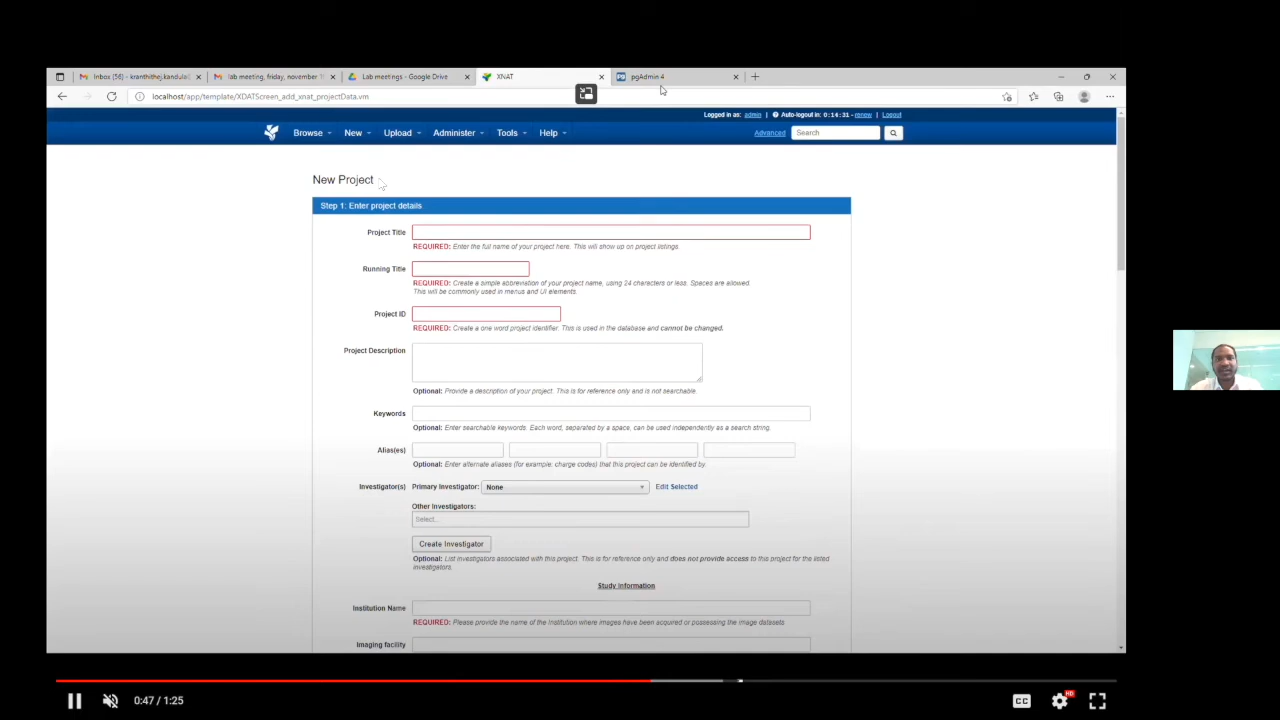 Inbox (56) - kranthithej.kandula(
lab meeting, friday, november 1
Lab meetings - Google Drive
XNAT
pgAdmin 4
localhost/app/template/XDATScreen_add_xnat_projectData.vm
Logged in as: admin | Auto-logout in: 0:14:31 - renew | Logout
Browse New Upload Administer Tools Help
Advanced Search
New Project
Step 1: Enter project details
Project Title
REQUIRED: Enter the full name of your project here. This will show up on project listings.
Running Title
REQUIRED: Create a simple abbreviation of your project name, using 24 characters or less. Spaces are allowed.
This will be commonly used in menus and UI elements.
Project ID
REQUIRED: Create a one word project identifier. This is used in the database and cannot be changed.
Project Description
Optional: Provide a description of your project. This is for reference only and is not searchable.
Keywords
Optional: Enter searchable keywords. Each word, separated by a space, can be used independently as a search string.
Alias(es)
Optional: Enter alternate aliases (for example: charge codes) that this project can be identified by.
Investigator(s) Primary Investigator: None Edit Selected
Other Investigators:
Select...
Create Investigator
Optional: List investigators associated with this project. This is for reference only and does not provide access to this project for the listed
investigators.
Study Information
Institution Name
REQUIRED: Please provide the name of the Institution where images have been acquired or possessing the image datasets
Imaging facility
0:47 / 1:25
CC
HD